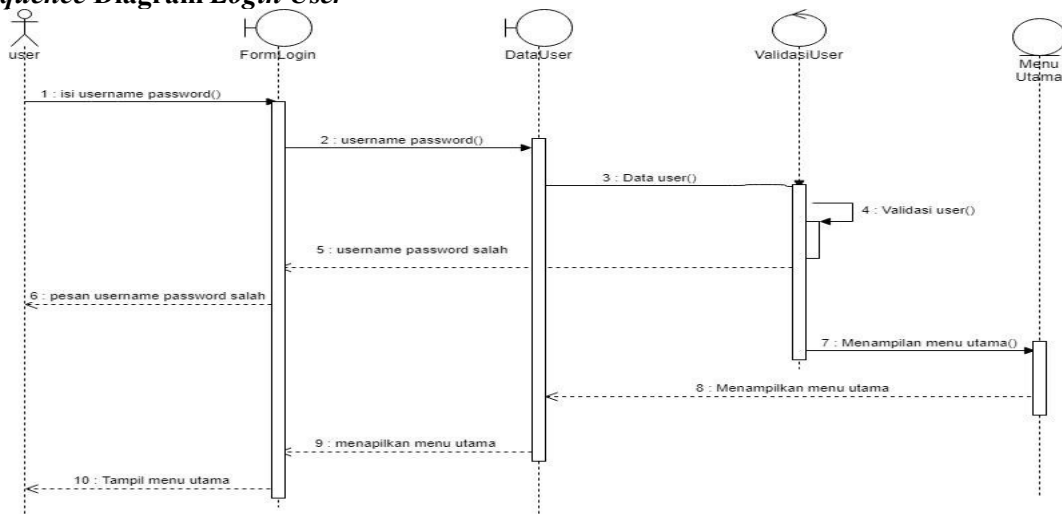 quence Diagram Login User
user
FormLogin
DataUser
ValidasiUser
Menu
Utama
1 : isi username password()
2 : username password()
3 : Data user()
4 : Validasi user()
5 : username password salah
6 : pesan username password salah
7 : Menampilan menu utama()
8 : Menampilkan menu utama
9 : menapilkan menu utama
10 : Tampil menu utama